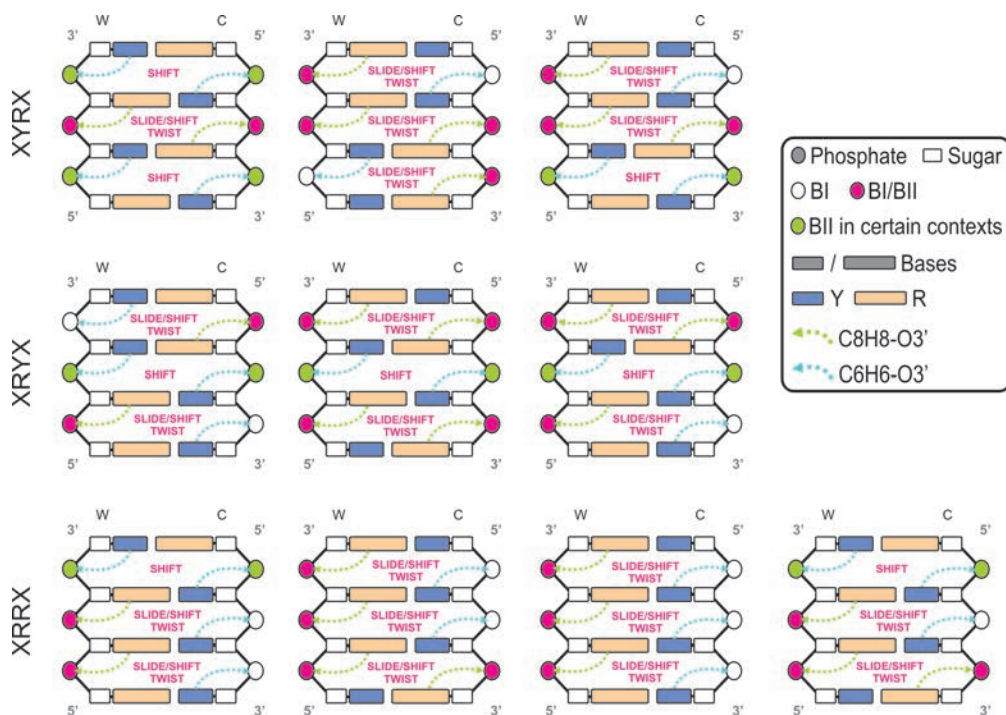 W C
3' 5'
SHIFT
SLIDE/SHIFT
TWIST
SHIFT
5' 3'
3' 5'
SLIDE/SHIFT
TWIST
SLIDE/SHIFT
TWIST
SLIDE/SHIFT
TWIST
5' 3'
W C
3' 5'
SLIDE/SHIFT
TWIST
SLIDE/SHIFT
TWIST
SHIFT
5' 3'
XYRX
W C
3' 5'
SLIDE/SHIFT
TWIST
SHIFT
SLIDE/SHIFT
TWIST
5' 3'
W C
3' 5'
SLIDE/SHIFT
TWIST
SHIFT
SLIDE/SHIFT
TWIST
5' 3'
W C
3' 5'
SLIDE/SHIFT
TWIST
SHIFT
SLIDE/SHIFT
TWIST
5' 3'
XRYX
W C
3' 5'
SHIFT
SLIDE/SHIFT
TWIST
SLIDE/SHIFT
TWIST
5' 3'
W C
3' 5'
SLIDE/SHIFT
TWIST
SLIDE/SHIFT
TWIST
SLIDE/SHIFT
TWIST
5' 3'
W C
3' 5'
SLIDE/SHIFT
TWIST
SLIDE/SHIFT
TWIST
SLIDE/SHIFT
TWIST
5' 3'
W C
3' 5'
SHIFT
SLIDE/SHIFT
TWIST
SLIDE/SHIFT
TWIST
5' 3'
XRRX
Phosphate Sugar
BI BI/BII
BII in certain contexts
/ Bases
Y R
C8H8-O3'
C6H6-O3'